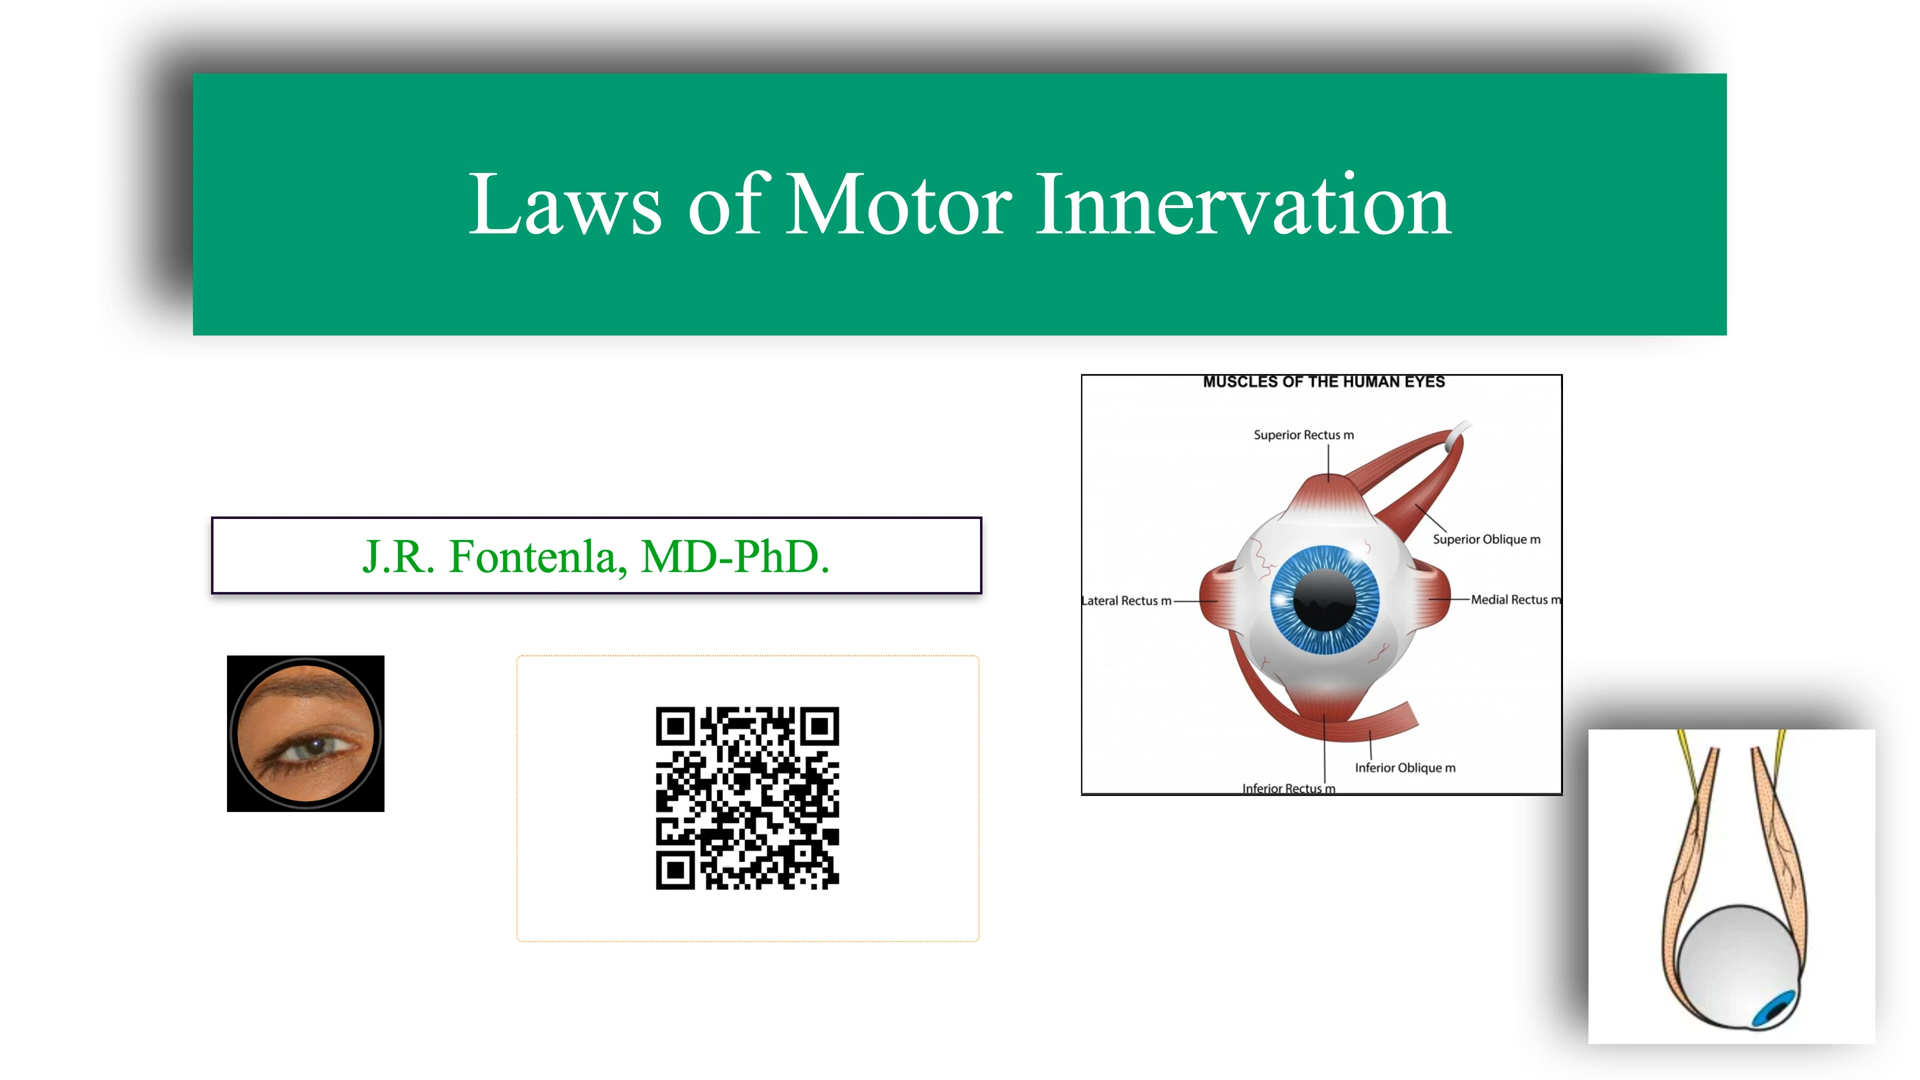 Laws of Motor Innervation
J.R. Fontenla, MD-PhD.
MUSCLES OF THE HUMAN EYES
Superior Rectus m
Superior Oblique m
Lateral Rectus m
Medial Rectus m
Inferior Oblique m
Inferior Rectus m